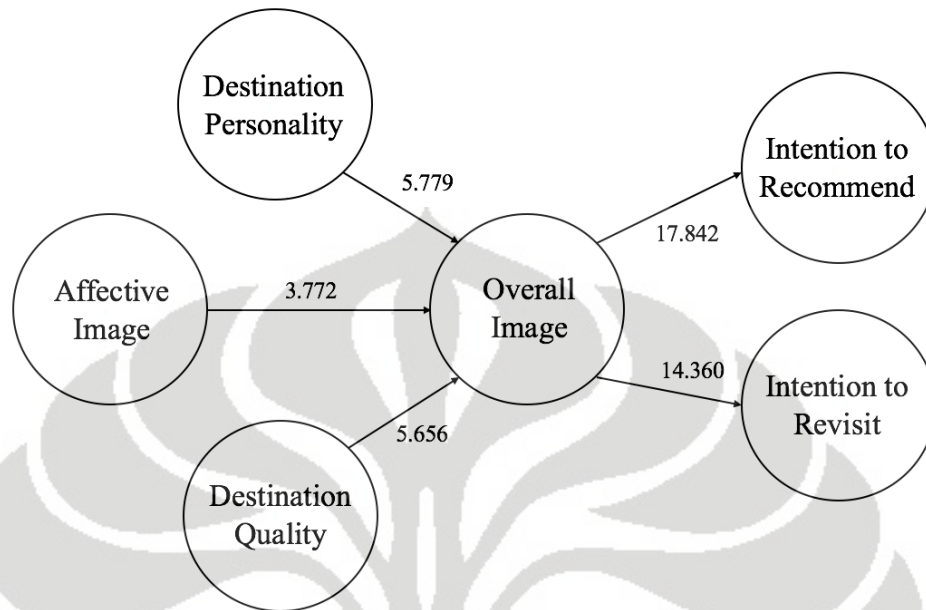 Destination
Personality
5.779
Intention to
Recommend
17.842
Affective
Image
3.772
Overall
Image
14.360
Intention to
Revisit
5.656
Destination
Quality